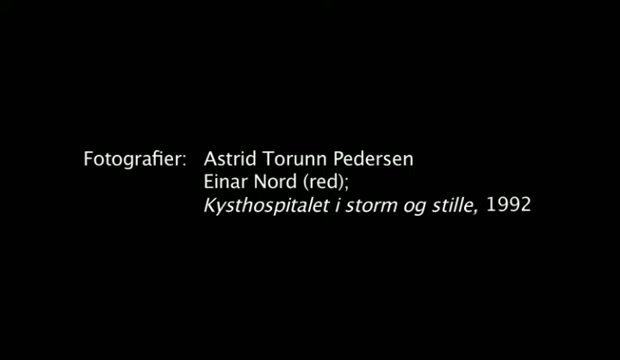 Fotografier: Astrid Torunn Pedersen
Einar Nord (red);
Kysthospitalet i storm og stille, 1992